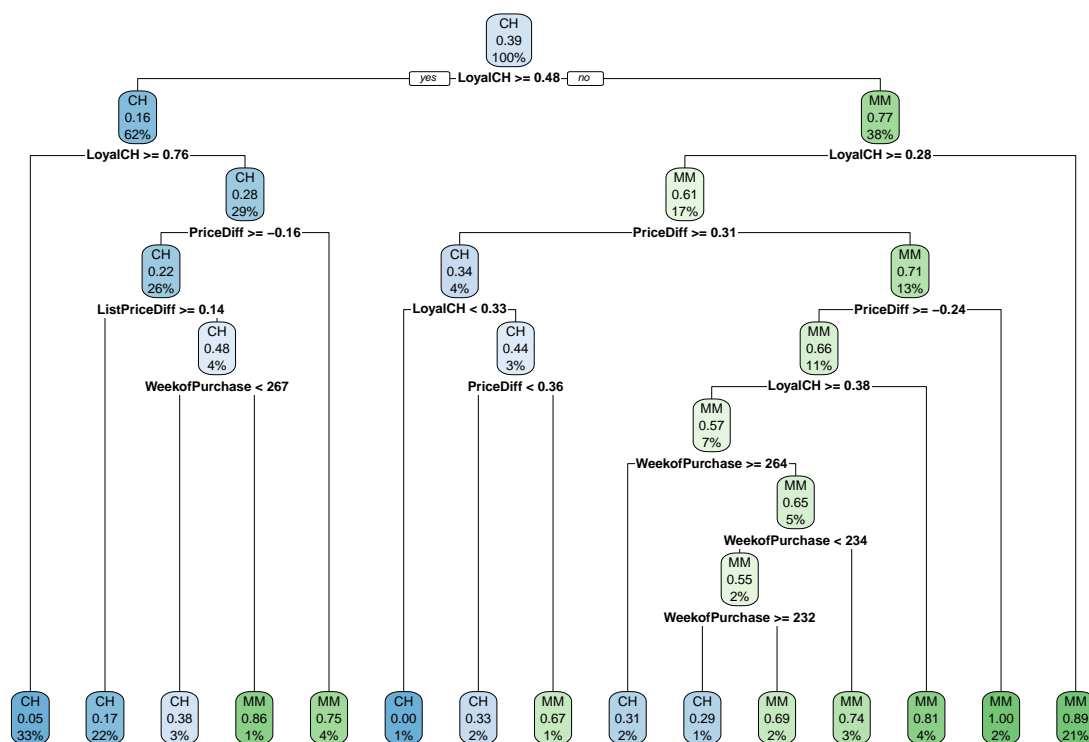 CH
0.39
100%
yes LoyalCH >= 0.48 no
CH
0.16
62%
MM
0.77
38%
LoyalCH >= 0.76
LoyalCH >= 0.28
CH
0.28
29%
MM
0.61
17%
PriceDiff >= −0.16
PriceDiff >= 0.31
CH
0.22
26%
CH
0.34
4%
MM
0.71
13%
ListPriceDiff >= 0.14
LoyalCH < 0.33
PriceDiff >= −0.24
CH
0.48
4%
CH
0.44
3%
MM
0.66
11%
WeekofPurchase < 267
PriceDiff < 0.36
LoyalCH >= 0.38
MM
0.57
7%
WeekofPurchase >= 264
MM
0.65
5%
WeekofPurchase < 234
MM
0.55
2%
WeekofPurchase >= 232
CH
0.05
33%
CH
0.17
22%
CH
0.38
3%
MM
0.86
1%
MM
0.75
4%
CH
0.00
1%
CH
0.33
2%
MM
0.67
1%
CH
0.31
2%
CH
0.29
1%
MM
0.69
2%
MM
0.74
3%
MM
0.81
4%
MM
1.00
2%
MM
0.89
21%